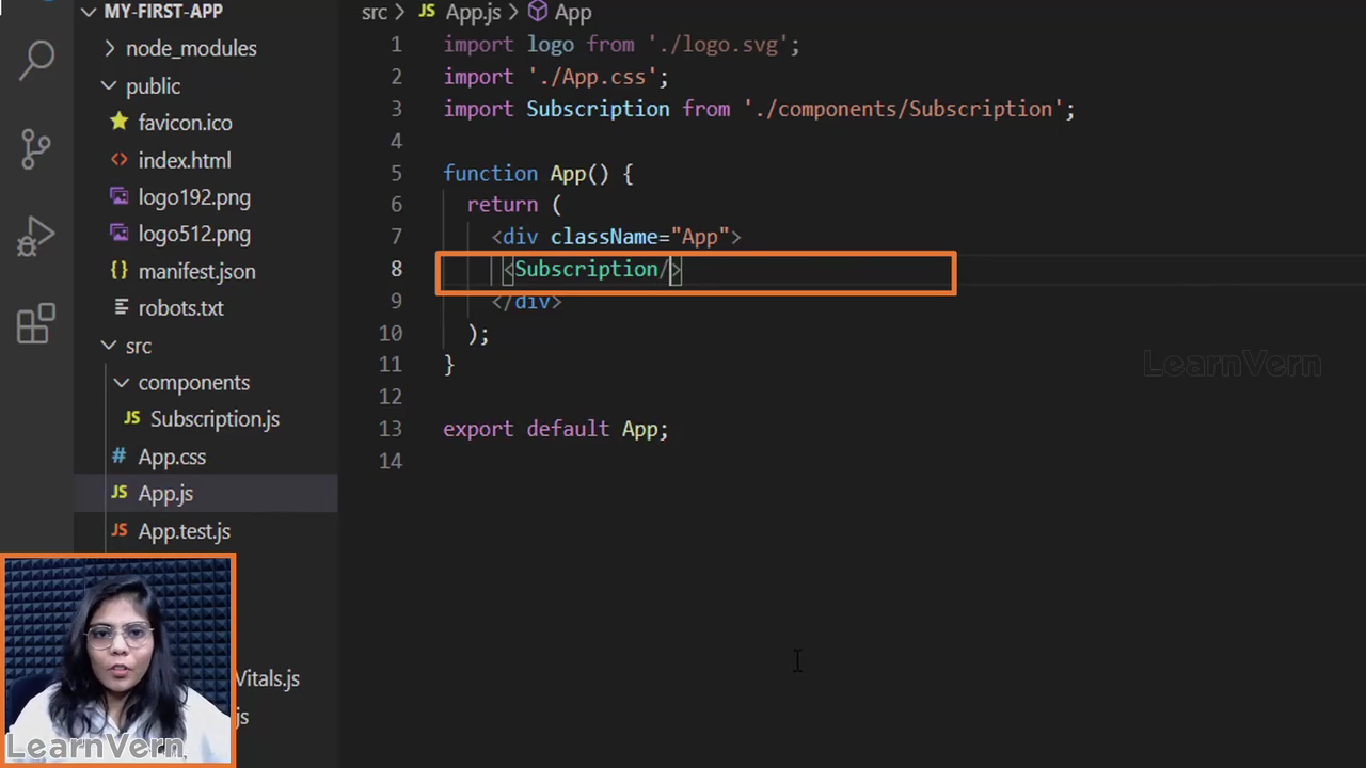 MY-FIRST-APP
node_modules
public
favicon.ico
<> index.html
logo192.png
logo512.png
{} manifest.json
robots.txt
src
components
JS Subscription.js
# App.css
JS App.js
JS App.test.js
Vitals.js
js
src > JS App.js > App
1 import logo from './logo.svg';
2 import './App.css';
3 import Subscription from './components/Subscription';
4
5 function App() {
6 return (
7 <div className="App">
8 <Subscription/>
9 </div>
10 );
11 }
12
13 export default App;
14
LearnVern
LearnVern